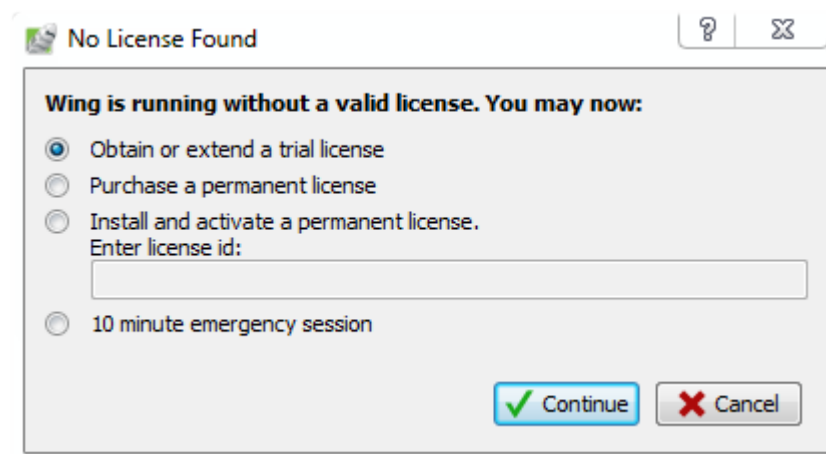 No License Found
Wing is running without a valid license. You may now:
Obtain or extend a trial license
Purchase a permanent license
Install and activate a permanent license.
Enter license id:
10 minute emergency session
Continue Cancel